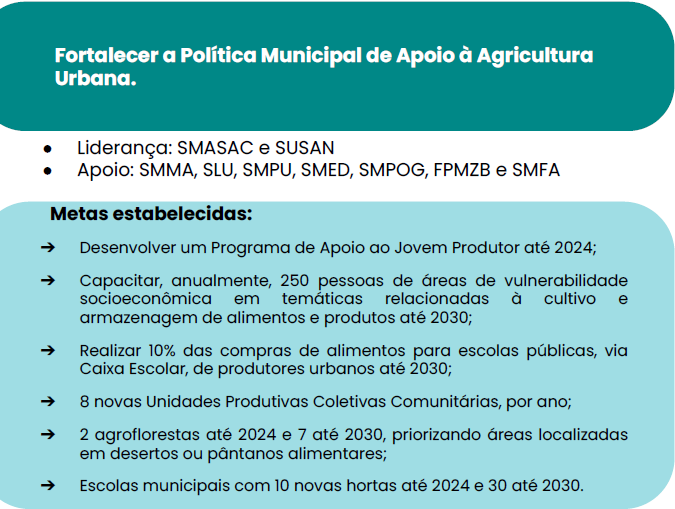 Fortalecer a Política Municipal de Apoio à Agricultura
Urbana.
● Liderança: SMASAC e SUSAN
● Apoio: SMMA, SLU, SMPU, SMED, SMPOG, FPMZB e SMFA
Metas estabelecidas:
➔ Desenvolver um Programa de Apoio ao Jovem Produtor até 2024;
➔ Capacitar, anualmente, 250 pessoas de áreas de vulnerabilidade
socioeconômica em temáticas relacionadas à cultivo e
armazenagem de alimentos e produtos até 2030;
➔ Realizar 10% das compras de alimentos para escolas públicas, via
Caixa Escolar, de produtores urbanos até 2030;
➔ 8 novas Unidades Produtivas Coletivas Comunitárias, por ano;
➔ 2 agroflorestas até 2024 e 7 até 2030, priorizando áreas localizadas
em desertos ou pântanos alimentares;
➔ Escolas municipais com 10 novas hortas até 2024 e 30 até 2030.